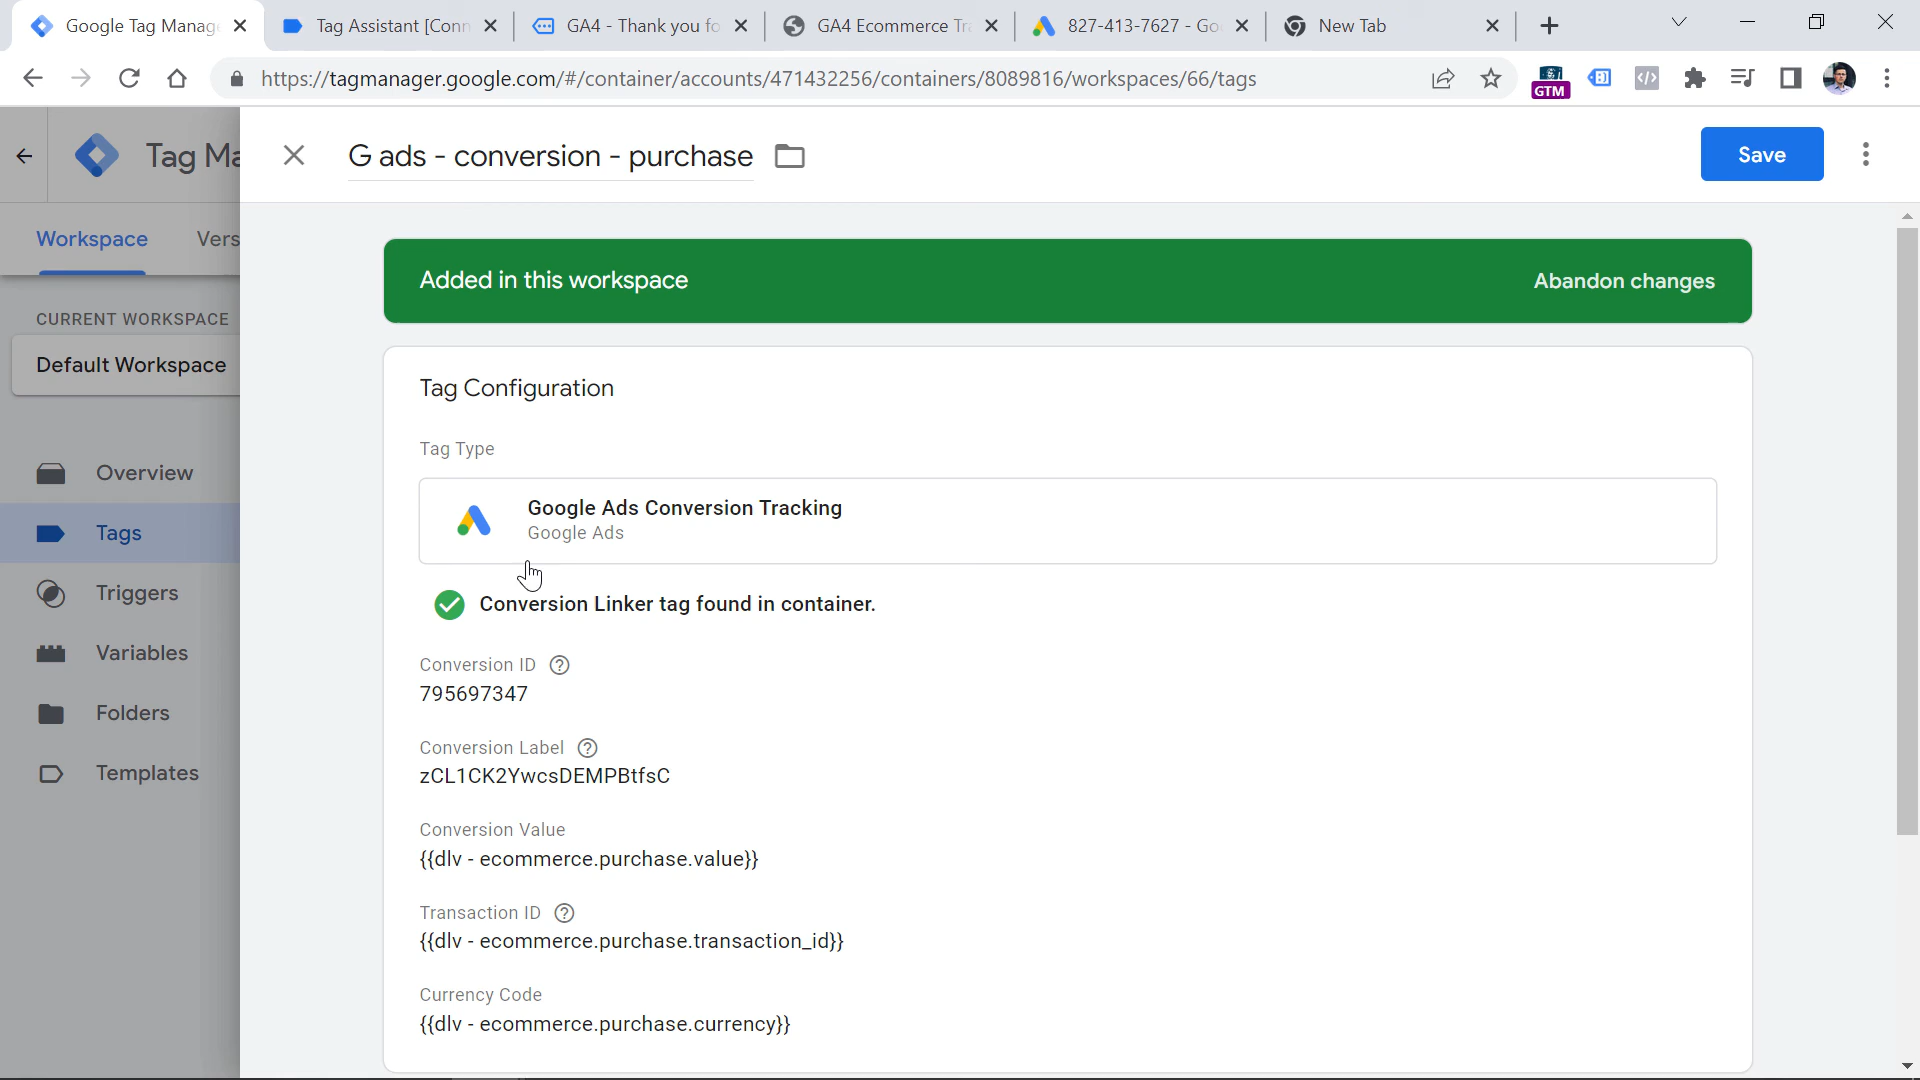 Google Tag Manag
Tag Assistant [Conn
GA4 - Thank you fo
GA4 Ecommerce Tr
827-413-7627 - Go
New Tab
https://tagmanager.google.com/#/container/accounts/471432256/containers/8089816/workspaces/66/tags
GTM
Tag Ma
G ads - conversion - purchase
Save
Workspace
Vers
Added in this workspace
Abandon changes
CURRENT WORKSPACE
Default Workspace
Tag Configuration
Tag Type
Overview
Google Ads Conversion Tracking
Google Ads
Tags
Triggers
Conversion Linker tag found in container.
Variables
Conversion ID
795697347
Folders
Conversion Label
zCL1CK2YwcsDEMPBtfsC
Templates
Conversion Value
{{dlv - ecommerce.purchase.value}}
Transaction ID
{{dlv - ecommerce.purchase.transaction_id}}
Currency Code
{{dlv - ecommerce.purchase.currency}}